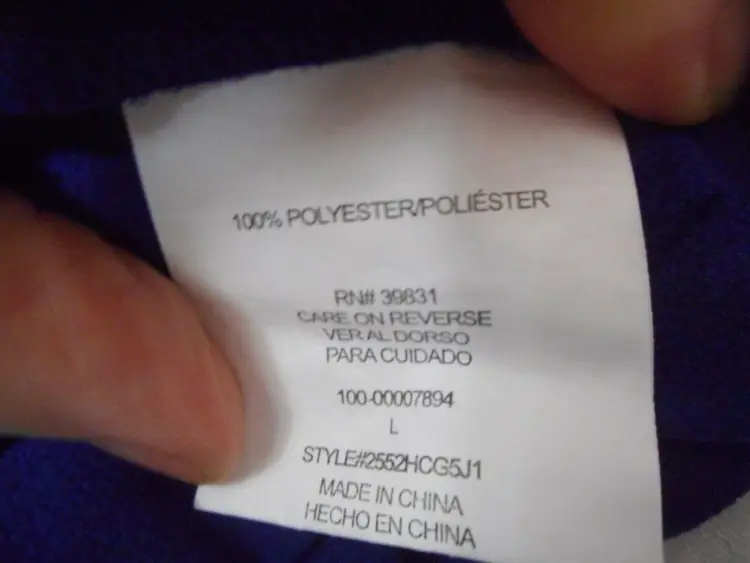 100% POLYESTER/POLIÉSTER
RN# 39831
CARE ON REVERSE
VER AL DORSO
PARA CUIDADO
100-00007894
L
STYLE#2552HCG5J1
MADE IN CHINA
HECHO EN CHINA